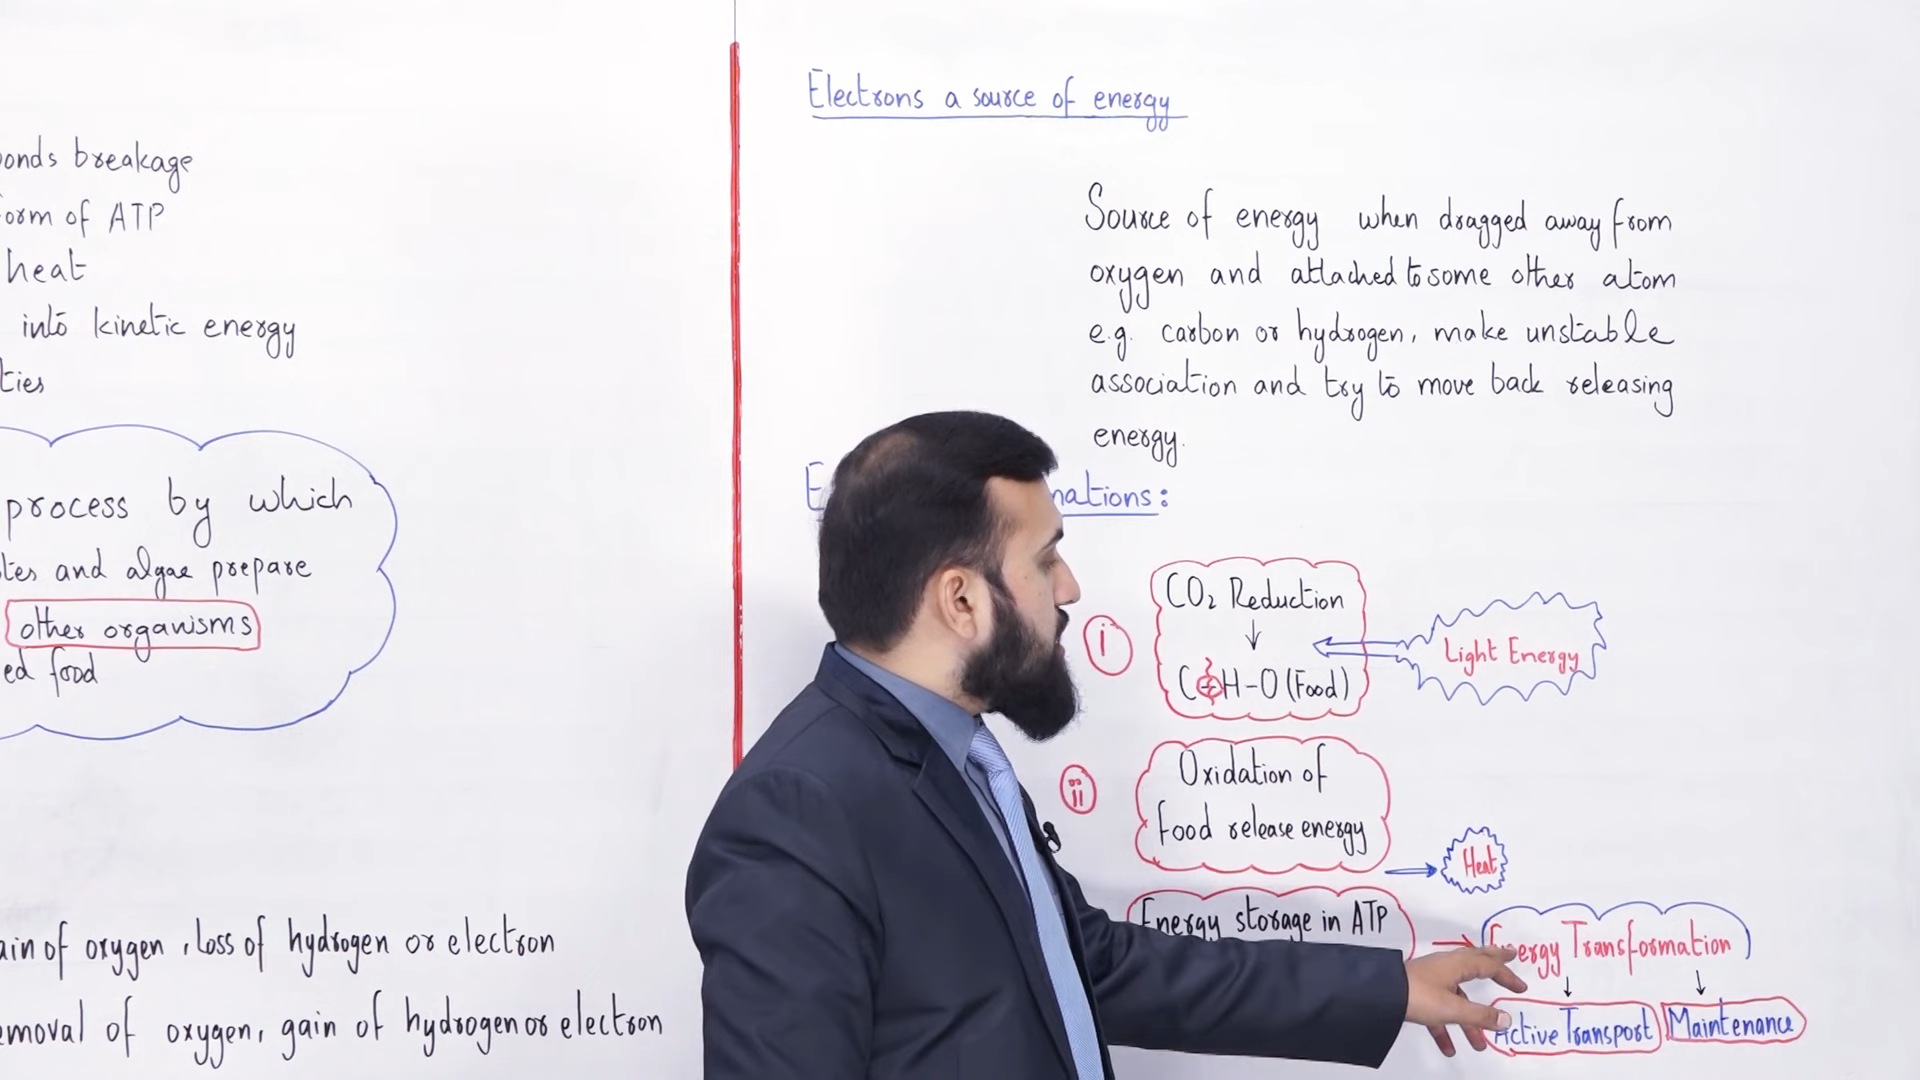 onds breakage
form of ATP
heat
into kinetic energy
ties
process by which
tes and algae prepare
other organisms
ed food
ain of oxygen, loss of hydrogen or electron
emoval of oxygen, gain of hydrogen or electron
Electrons a source of energy
Source of energy when dragged away from
oxygen and attached to some other atom
e.g. carbon or hydrogen, make unstable
association and try to move back releasing
energy.
E mations:
i
CO₂ Reduction
↓
C-H-O (Food)
Light Energy
ii
Oxidation of
food release energy
Heat
Energy storage in ATP
Energy Transformation
Active Transport
Maintenance